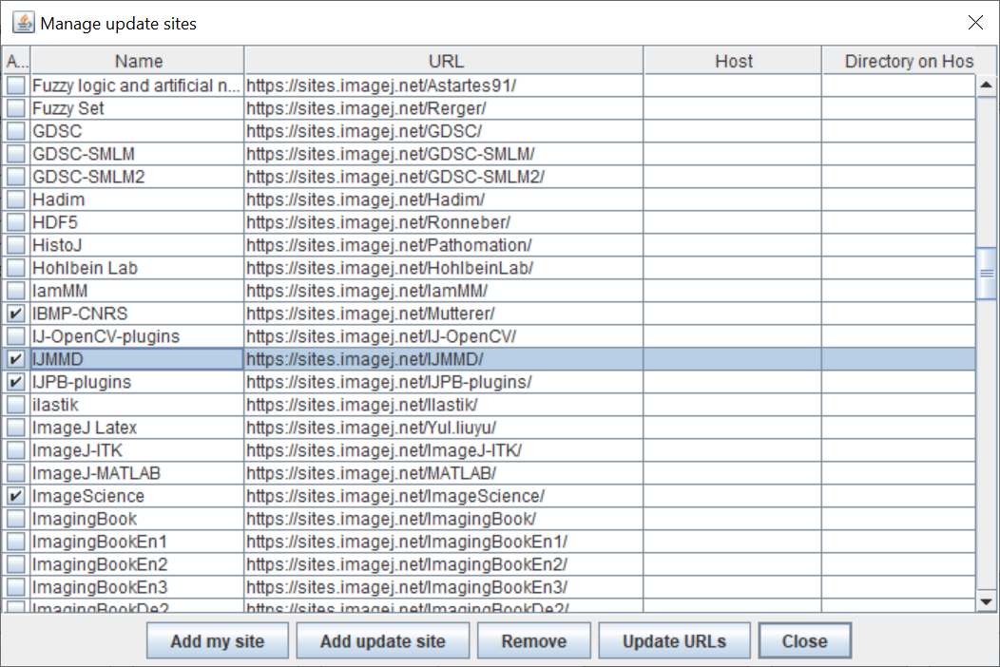 Manage update sites
A... Name URL Host Directory on Hos
Fuzzy logic and artificial n... https://sites.imagej.net/Astartes91/
Fuzzy Set https://sites.imagej.net/Rerger/
GDSC https://sites.imagej.net/GDSC/
GDSC-SMLM https://sites.imagej.net/GDSC-SMLM/
GDSC-SMLM2 https://sites.imagej.net/GDSC-SMLM2/
Hadim https://sites.imagej.net/Hadim/
HDF5 https://sites.imagej.net/Ronneber/
HistoJ https://sites.imagej.net/Pathomation/
Hohlbein Lab https://sites.imagej.net/HohlbeinLab/
IamMM https://sites.imagej.net/IamMM/
IBMP-CNRS https://sites.imagej.net/Mutterer/
IJ-OpenCV-plugins https://sites.imagej.net/IJ-OpenCV/
IJMMD https://sites.imagej.net/IJMMD/
IJPB-plugins https://sites.imagej.net/IJPB-plugins/
ilastik https://sites.imagej.net/Ilastik/
ImageJ Latex https://sites.imagej.net/Yul.liuyu/
ImageJ-ITK https://sites.imagej.net/ImageJ-ITK/
ImageJ-MATLAB https://sites.imagej.net/MATLAB/
ImageScience https://sites.imagej.net/ImageScience/
ImagingBook https://sites.imagej.net/ImagingBook/
ImagingBookEn1 https://sites.imagej.net/ImagingBookEn1/
ImagingBookEn2 https://sites.imagej.net/ImagingBookEn2/
ImagingBookEn3 https://sites.imagej.net/ImagingBookEn3/
ImagingBookDe2 https://sites.imagej.net/ImagingBookDe2/
Add my site Add update site Remove Update URLs Close